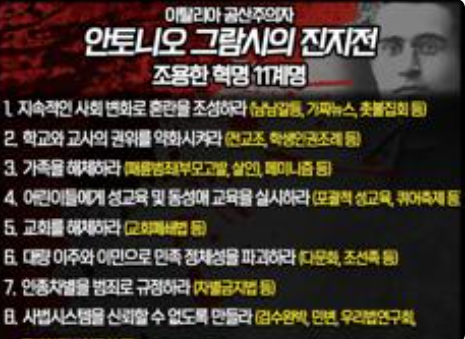 이탈리아 공산주의자
안토니오 그람시의 진지전
조용한 혁명 11계명
1. 지속적인 사회 변화로 혼란을 조성하라 (남남갈등, 가짜뉴스, 촛불집회 등)
2. 학교와 교사의 권위를 약화시켜라 (전교조, 학생인권조례 등)
3. 가족을 해체하라 (패륜범죄(부모고발, 살인), 페미니즘 등)
4. 어린이들에게 성교육 및 동성애 교육을 실시하라 (포괄적 성교육, 퀴어축제 등
5. 교회를 해체하라 (교회폐쇄법 등)
6. 대량 이주와 이민으로 민족 정체성을 파괴하라 (다문화, 조선족 등)
7. 인종차별을 범죄로 규정하라 (차별금지법 등)
8. 사법시스템을 신뢰할 수 없도록 만들라 (검수완박, 민변, 우리법연구회,